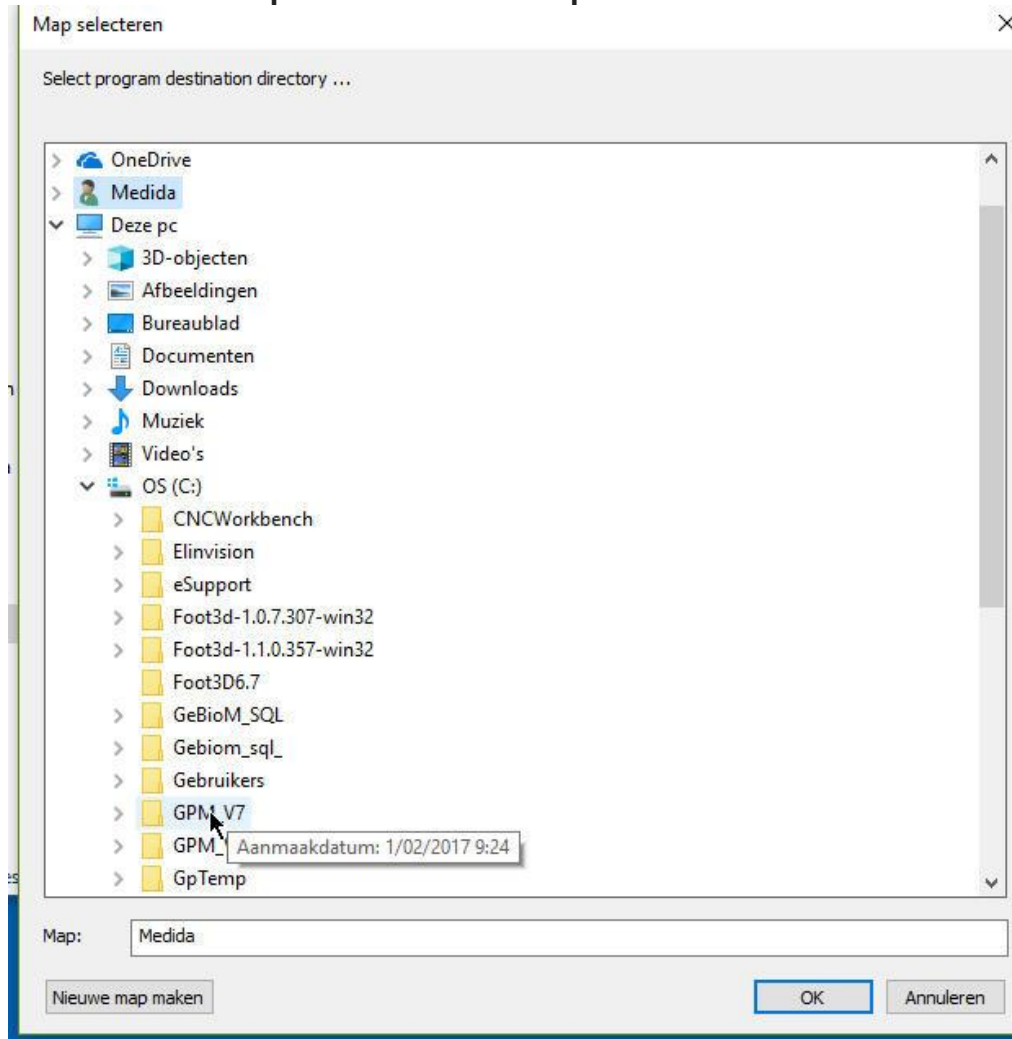 Map selecteren
Select program destination directory ...
OneDrive
Medida
Deze pc
3D-objecten
Afbeeldingen
Bureaublad
Documenten
Downloads
Muziek
Video's
OS (C:)
CNCWorkbench
Elinvision
eSupport
Foot3d-1.0.7.307-win32
Foot3d-1.1.0.357-win32
Foot3D6.7
GeBioM_SQL
Gebiom_sql_
Gebruikers
GPM_V7
GPM_
Aanmaakdatum: 1/02/2017 9:24
GpTemp
Map: Medida
Nieuwe map maken OK Annuleren